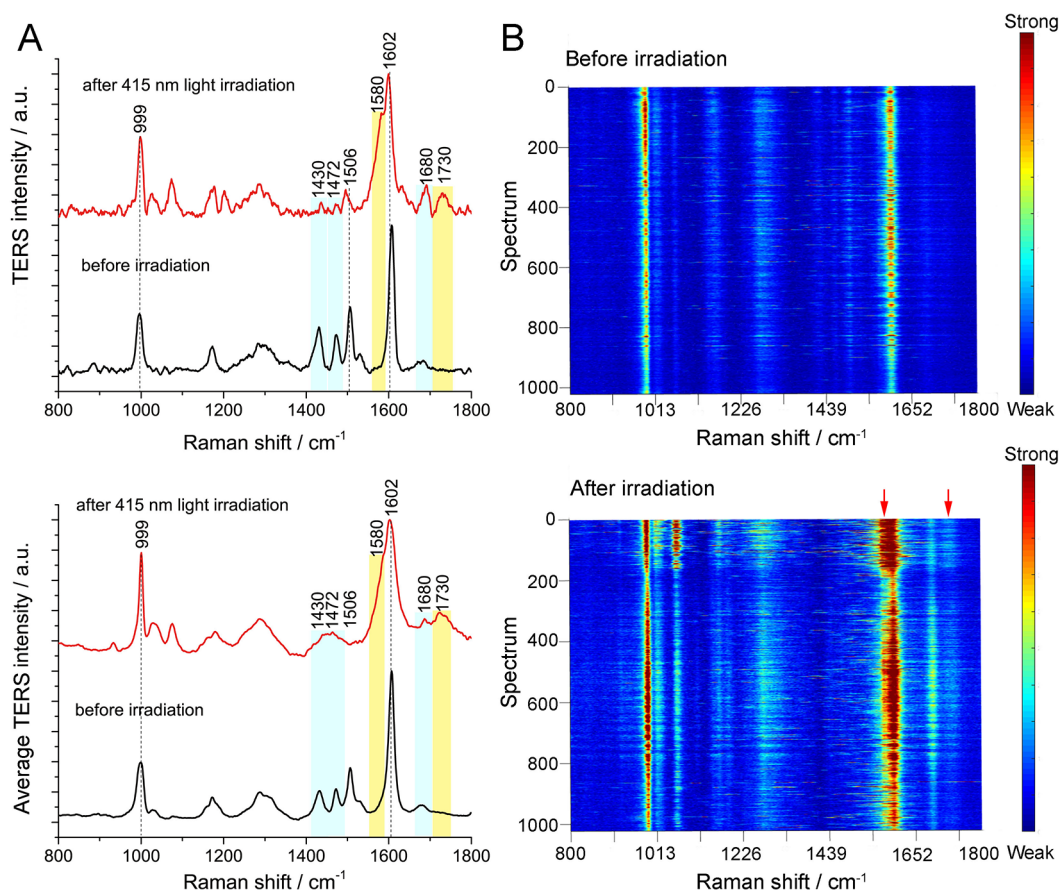 A
TERS intensity / a.u.
after 415 nm light irradiation
999
1430
1472
1506
1580
1602
1680
1730
before irradiation
800 1000 1200 1400 1600 1800
Raman shift / cm-1
Average TERS intensity / a.u.
after 415 nm light irradiation
999
1430
1472
1506
1580
1602
1680
1730
before irradiation
800 1000 1200 1400 1600 1800
Raman shift / cm-1
B
Before irradiation
Strong
Spectrum
0
200
400
600
800
1000
800 1013 1226 1439 1652 1800
Weak
Raman shift / cm-1
After irradiation
Strong
Spectrum
0
200
400
600
800
1000
800 1013 1226 1439 1652 1800
Weak
Raman shift / cm-1